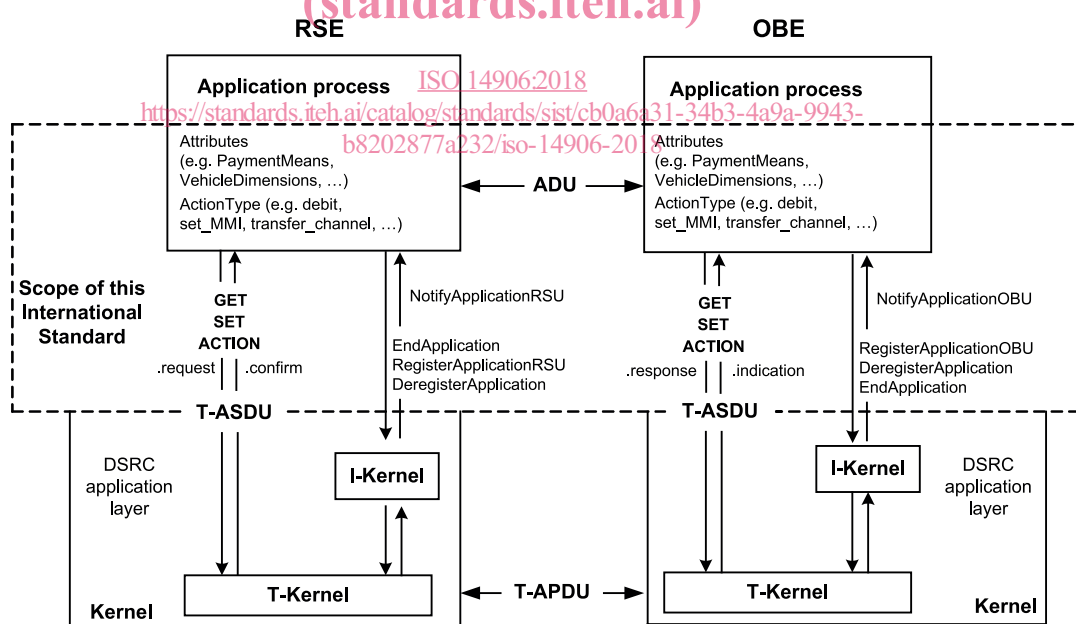 (standards.iteh.ai)
RSE
OBE
Application process
ISO 14906:2018
Application process
https://standards.iteh.ai/catalog/standards/sist/cb0a6a31-34b3-4a9a-9943-
b8202877a232/iso-14906-2018
Attributes
(e.g. PaymentMeans,
VehicleDimensions, ...)
ActionType (e.g. debit,
set_MMI, transfer_channel, ...)
ADU
Attributes
(e.g. PaymentMeans,
VehicleDimensions, ...)
ActionType (e.g. debit,
set_MMI, transfer_channel, ...)
Scope of this
International
Standard
GET
SET
ACTION
.request
.confirm
NotifyApplicationRSU
EndApplication
RegisterApplicationRSU
DeregisterApplication
GET
SET
ACTION
.response
.indication
NotifyApplicationOBU
RegisterApplicationOBU
DeregisterApplication
EndApplication
T-ASDU
T-ASDU
DSRC
application
layer
I-Kernel
I-Kernel
DSRC
application
layer
T-Kernel
T-APDU
T-Kernel
Kernel
Kernel